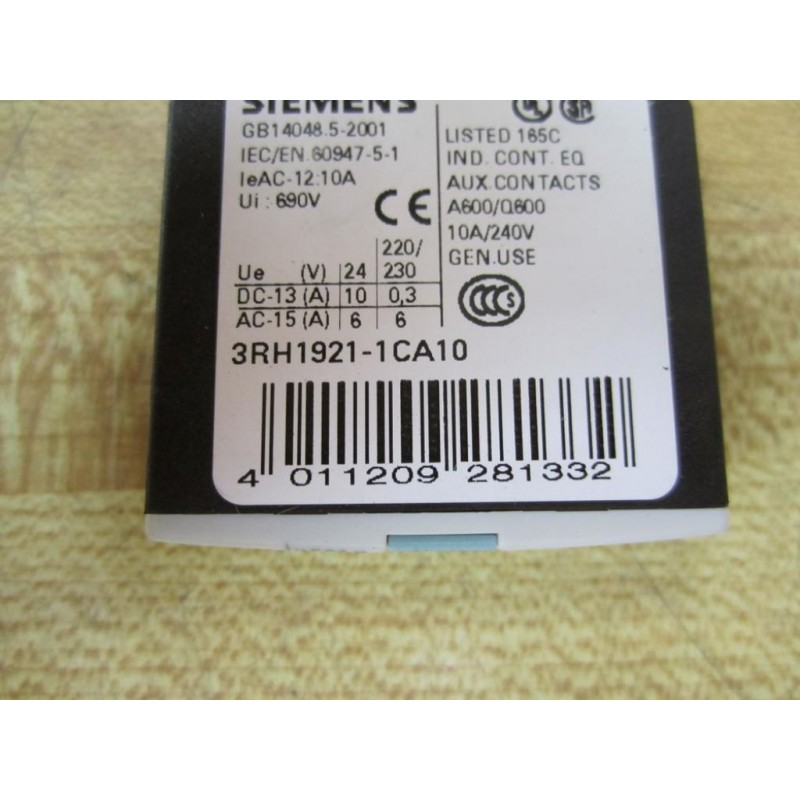 SIEMENS
GB14048.5-2001
IEC/EN.60947-5-1
IeAC-12:10A
Ui : 690V
CE
Ue (V) 24 220/230
DC-13 (A) 10 0,3
AC-15 (A) 6 6
UL
LISTED 165C
IND. CONT. EQ
AUX.CONTACTS
A600/Q600
10A/240V
GEN.USE
CCC S
3RH1921-1CA10
4 011209 281332